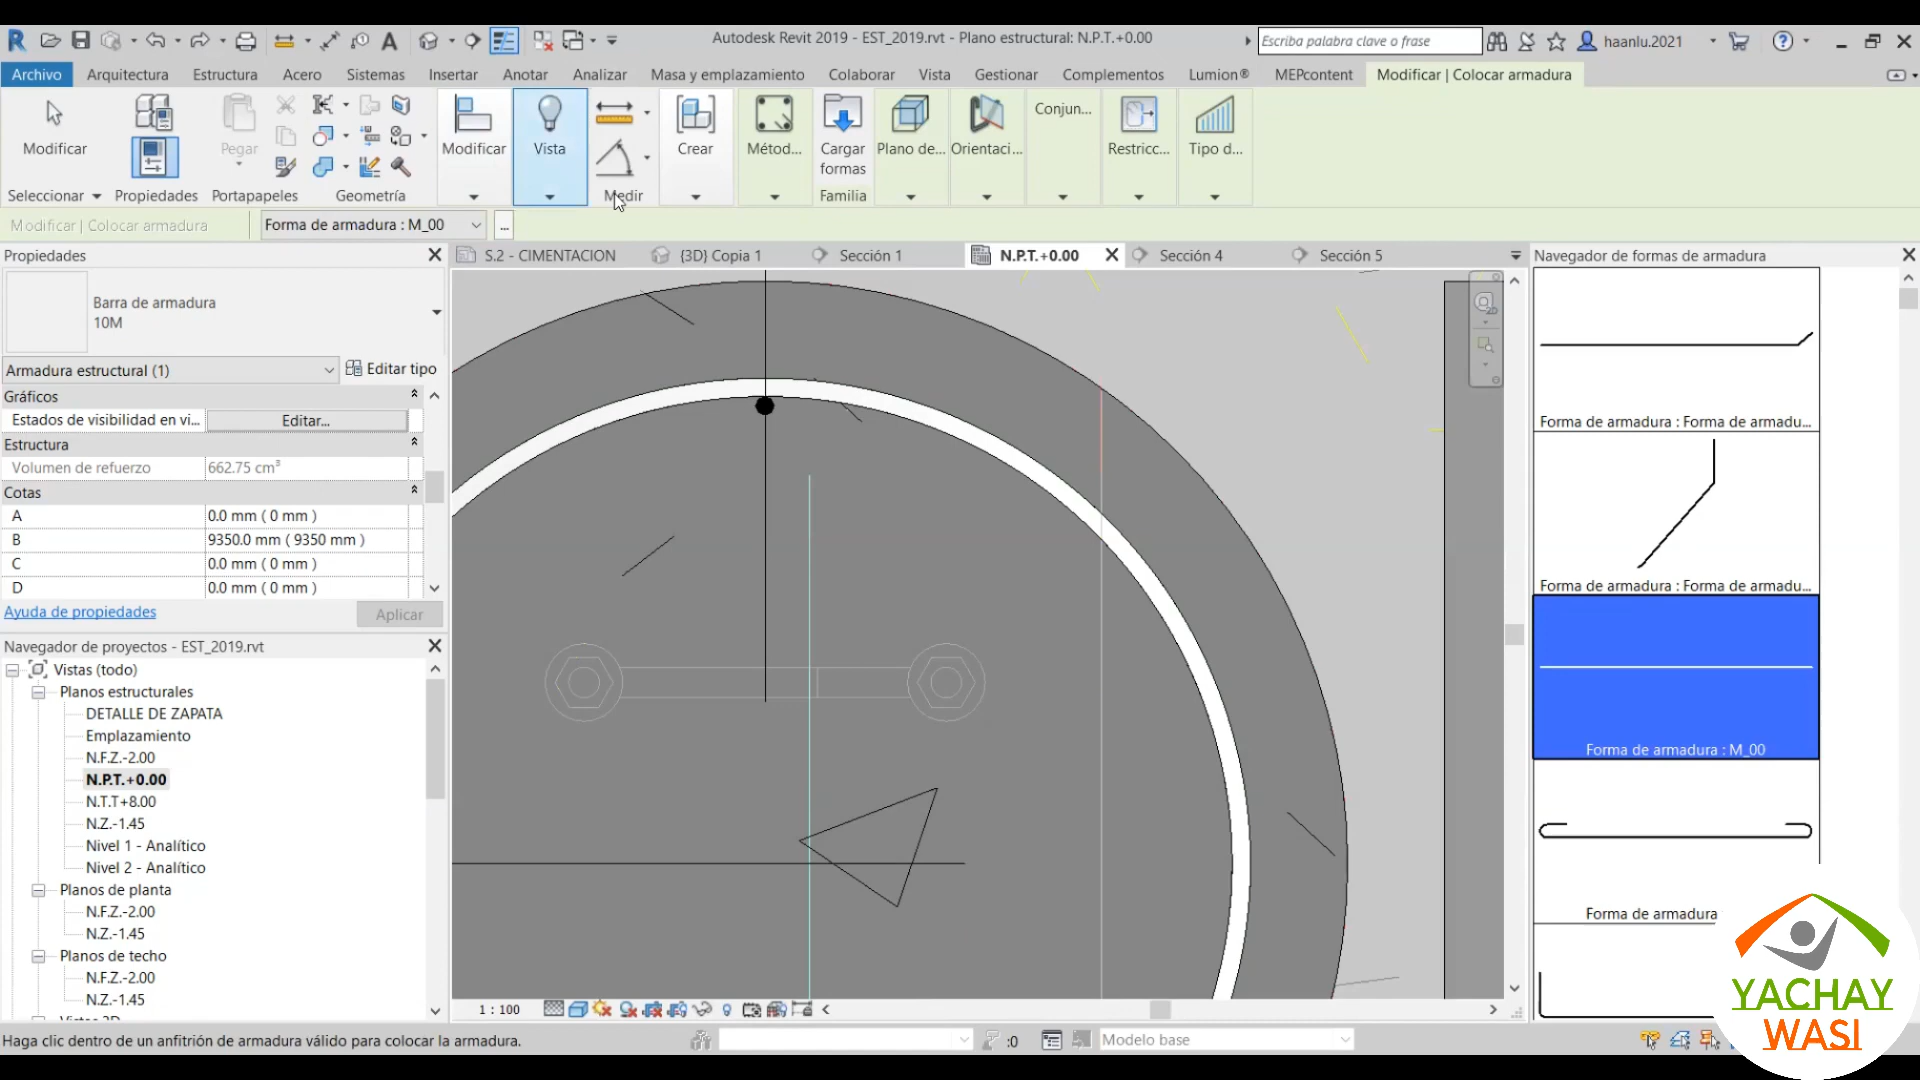 Autodesk Revit 2019 - EST_2019.rvt - Plano estructural: N.P.T.+0.00
Escriba palabra clave o frase
haanlu.2021
Archivo Arquitectura Estructura Acero Sistemas Insertar Anotar Analizar Masa y emplazamiento Colaborar Vista Gestionar Complementos Lumion® MEPcontent Modificar | Colocar armadura
Modificar Pegar Modificar Vista Crear Métod... Cargar formas Plano de... Orientaci... Conjun... Restricc... Tipo d...
Seleccionar Propiedades Portapapeles Geometría Medir Familia
Modificar | Colocar armadura Forma de armadura : M_00 ...
Propiedades
S.2 - CIMENTACION {3D} Copia 1 Sección 1 N.P.T.+0.00 Sección 4 Sección 5
Navegador de formas de armadura
Barra de armadura
10M
Armadura estructural (1) Editar tipo
Gráficos
Estados de visibilidad en vi... Editar...
Estructura
Volumen de refuerzo 662.75 cm³
Cotas
A 0.0 mm ( 0 mm )
B 9350.0 mm ( 9350 mm )
C 0.0 mm ( 0 mm )
D 0.0 mm ( 0 mm )
Ayuda de propiedades Aplicar
Navegador de proyectos - EST_2019.rvt
Vistas (todo)
Planos estructurales
DETALLE DE ZAPATA
Emplazamiento
N.F.Z.-2.00
N.P.T.+0.00
N.T.T+8.00
N.Z.-1.45
Nivel 1 - Analítico
Nivel 2 - Analítico
Planos de planta
N.F.Z.-2.00
N.Z.-1.45
Planos de techo
N.F.Z.-2.00
N.Z.-1.45
Forma de armadura : Forma de armadu...
Forma de armadura : Forma de armadu...
Forma de armadura : M_00
Forma de armadura
1 : 100
Haga clic dentro de un anfitrión de armadura válido para colocar la armadura.
:0
Modelo base
YACHAY
WASI